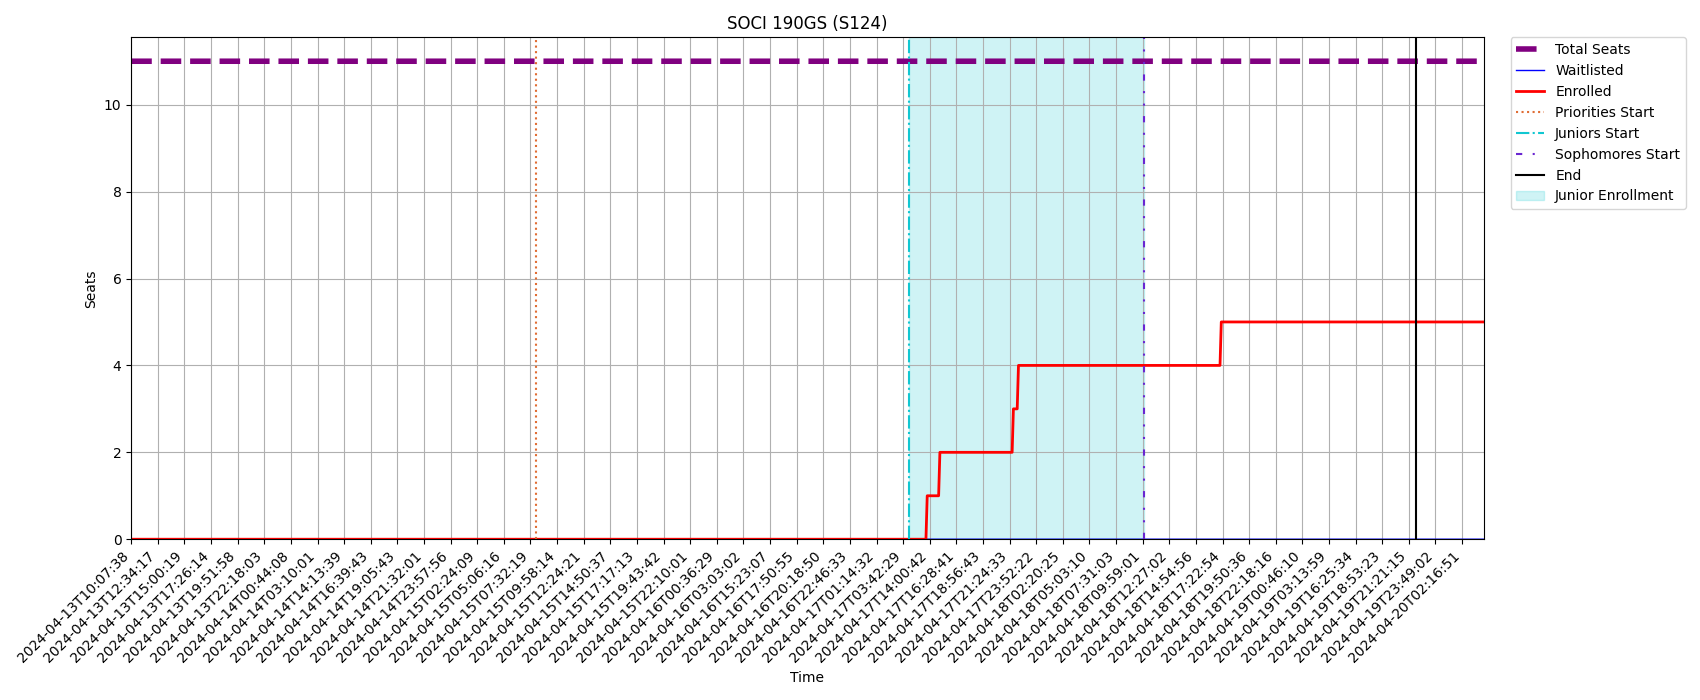 SOCI 190GS (S124)
Total Seats
Waitlisted
Enrolled
Priorities Start
Juniors Start
Sophomores Start
End
Junior Enrollment
Seats
10
8
6
4
2
0
2024-04-13T10:07:38
2024-04-13T12:34:17
2024-04-13T15:00:19
2024-04-13T17:26:14
2024-04-13T19:51:58
2024-04-13T22:18:03
2024-04-14T00:44:08
2024-04-14T03:10:01
2024-04-14T14:13:39
2024-04-14T16:39:43
2024-04-14T19:05:43
2024-04-14T21:32:01
2024-04-14T23:57:56
2024-04-15T02:24:09
2024-04-15T05:06:16
2024-04-15T07:32:19
2024-04-15T09:58:14
2024-04-15T12:24:21
2024-04-15T14:50:37
2024-04-15T17:17:13
2024-04-15T19:43:42
2024-04-15T22:10:01
2024-04-16T00:36:29
2024-04-16T03:03:02
2024-04-16T15:23:07
2024-04-16T17:50:55
2024-04-16T20:18:50
2024-04-16T22:46:33
2024-04-17T01:14:32
2024-04-17T03:42:29
2024-04-17T14:00:42
2024-04-17T16:28:41
2024-04-17T18:56:43
2024-04-17T21:24:33
2024-04-17T23:52:22
2024-04-18T02:20:25
2024-04-18T05:03:10
2024-04-18T07:31:03
2024-04-18T09:59:01
2024-04-18T12:27:02
2024-04-18T14:54:56
2024-04-18T17:22:54
2024-04-18T19:50:36
2024-04-18T22:18:16
2024-04-19T00:46:10
2024-04-19T03:13:59
2024-04-19T16:25:34
2024-04-19T18:53:23
2024-04-19T21:21:15
2024-04-19T23:49:02
2024-04-20T02:16:51
Time